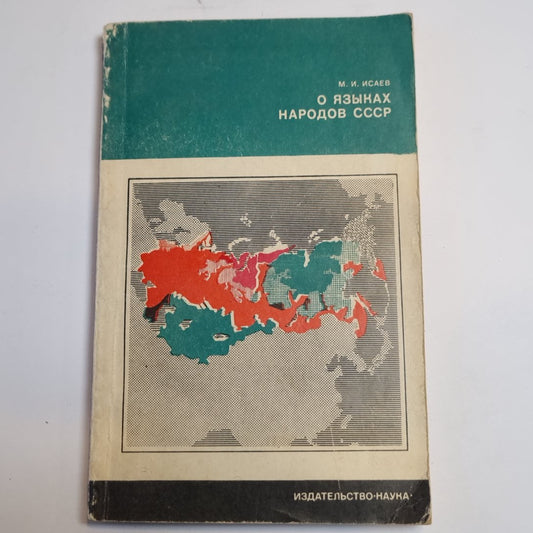 М. И. ИСАЕВ
О ЯЗЫКАХ
НАРОДОВ СССР
ИЗДАТЕЛЬСТВО·НАУКА·